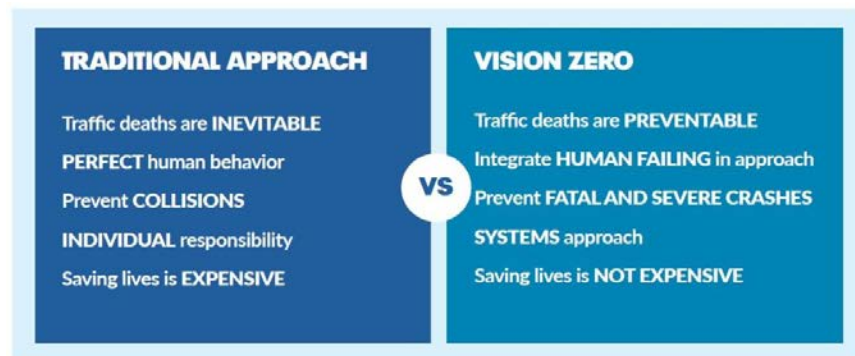 TRADITIONAL APPROACH
Traffic deaths are INEVITABLE
PERFECT human behavior
Prevent COLLISIONS
INDIVIDUAL responsibility
Saving lives is EXPENSIVE
VS
VISION ZERO
Traffic deaths are PREVENTABLE
Integrate HUMAN FAILING in approach
Prevent FATAL AND SEVERE CRASHES
SYSTEMS approach
Saving lives is NOT EXPENSIVE